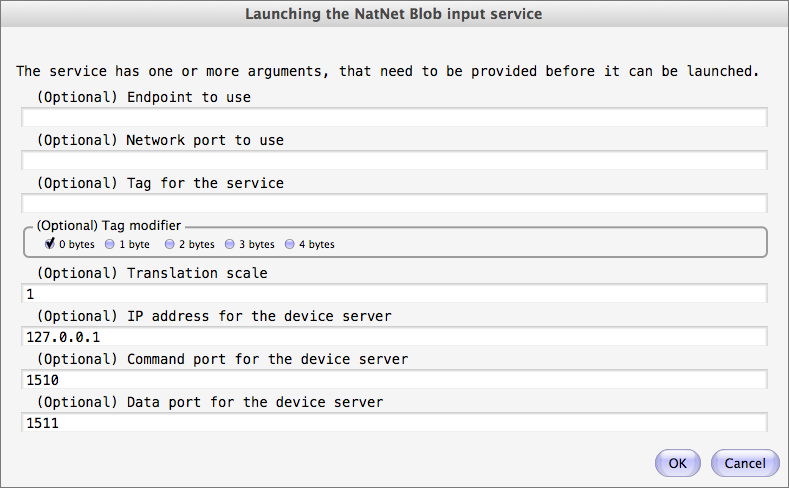 Launching the NatNet Blob input service
The service has one or more arguments, that need to be provided before it can be launched.
(Optional) Endpoint to use
(Optional) Network port to use
(Optional) Tag for the service
(Optional) Tag modifier
0 bytes 1 byte 2 bytes 3 bytes 4 bytes
(Optional) Translation scale
1
(Optional) IP address for the device server
127.0.0.1
(Optional) Command port for the device server
1510
(Optional) Data port for the device server
1511
OK Cancel